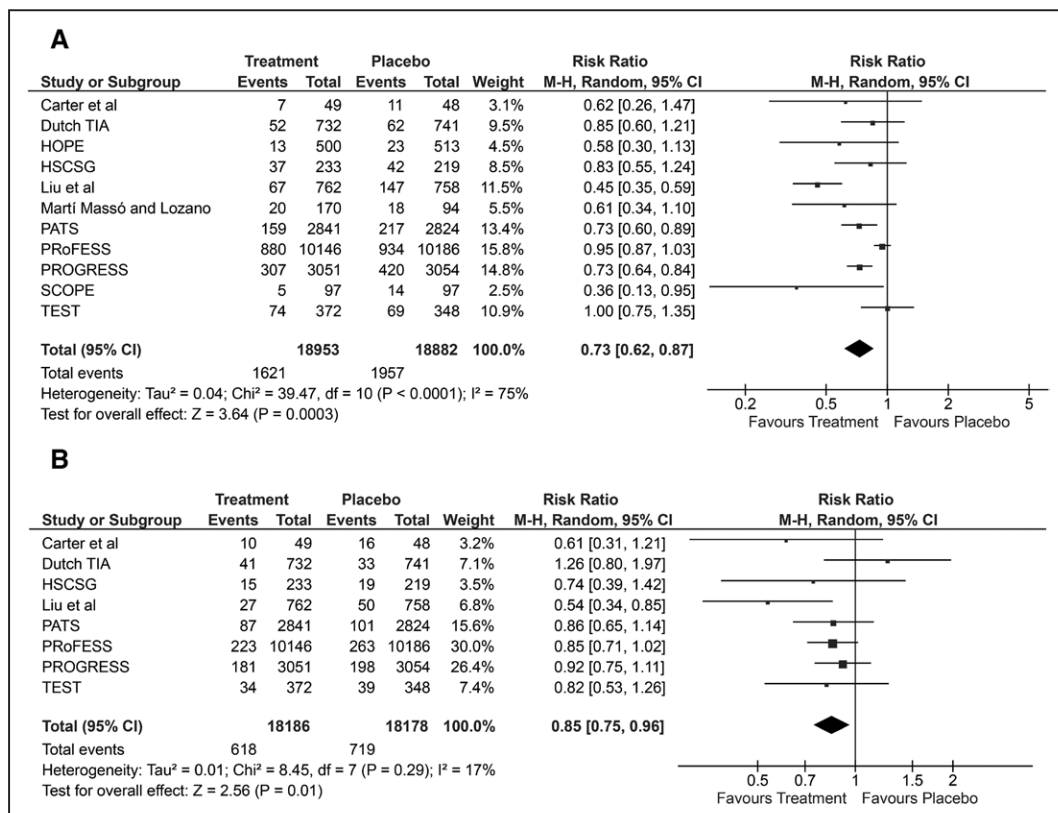 A
Treatment Placebo Risk Ratio Risk Ratio
Study or Subgroup Events Total Events Total Weight M-H, Random, 95% CI M-H, Random, 95% CI
Carter et al 7 49 11 48 3.1% 0.62 [0.26, 1.47]
Dutch TIA 52 732 62 741 9.5% 0.85 [0.60, 1.21]
HOPE 13 500 23 513 4.5% 0.58 [0.30, 1.13]
HSCSG 37 233 42 219 8.5% 0.83 [0.55, 1.24]
Liu et al 67 762 147 758 11.5% 0.45 [0.35, 0.59]
Martí Massó and Lozano 20 170 18 94 5.5% 0.61 [0.34, 1.10]
PATS 159 2841 217 2824 13.4% 0.73 [0.60, 0.89]
PRoFESS 880 10146 934 10186 15.8% 0.95 [0.87, 1.03]
PROGRESS 307 3051 420 3054 14.8% 0.73 [0.64, 0.84]
SCOPE 5 97 14 97 2.5% 0.36 [0.13, 0.95]
TEST 74 372 69 348 10.9% 1.00 [0.75, 1.35]
Total (95% CI) 18953 18882 100.0% 0.73 [0.62, 0.87]
Total events 1621 1957
Heterogeneity: Tau² = 0.04; Chi² = 39.47, df = 10 (P < 0.0001); I² = 75%
Test for overall effect: Z = 3.64 (P = 0.0003)
0.2 0.5 1 2 5
Favours Treatment Favours Placebo
B
Treatment Placebo Risk Ratio Risk Ratio
Study or Subgroup Events Total Events Total Weight M-H, Random, 95% CI M-H, Random, 95% CI
Carter et al 10 49 16 48 3.2% 0.61 [0.31, 1.21]
Dutch TIA 41 732 33 741 7.1% 1.26 [0.80, 1.97]
HSCSG 15 233 19 219 3.5% 0.74 [0.39, 1.42]
Liu et al 27 762 50 758 6.8% 0.54 [0.34, 0.85]
PATS 87 2841 101 2824 15.6% 0.86 [0.65, 1.14]
PRoFESS 223 10146 263 10186 30.0% 0.85 [0.71, 1.02]
PROGRESS 181 3051 198 3054 26.4% 0.92 [0.75, 1.11]
TEST 34 372 39 348 7.4% 0.82 [0.53, 1.26]
Total (95% CI) 18186 18178 100.0% 0.85 [0.75, 0.96]
Total events 618 719
Heterogeneity: Tau² = 0.01; Chi² = 8.45, df = 7 (P = 0.29); I² = 17%
Test for overall effect: Z = 2.56 (P = 0.01)
0.5 0.7 1 1.5 2
Favours Treatment Favours Placebo